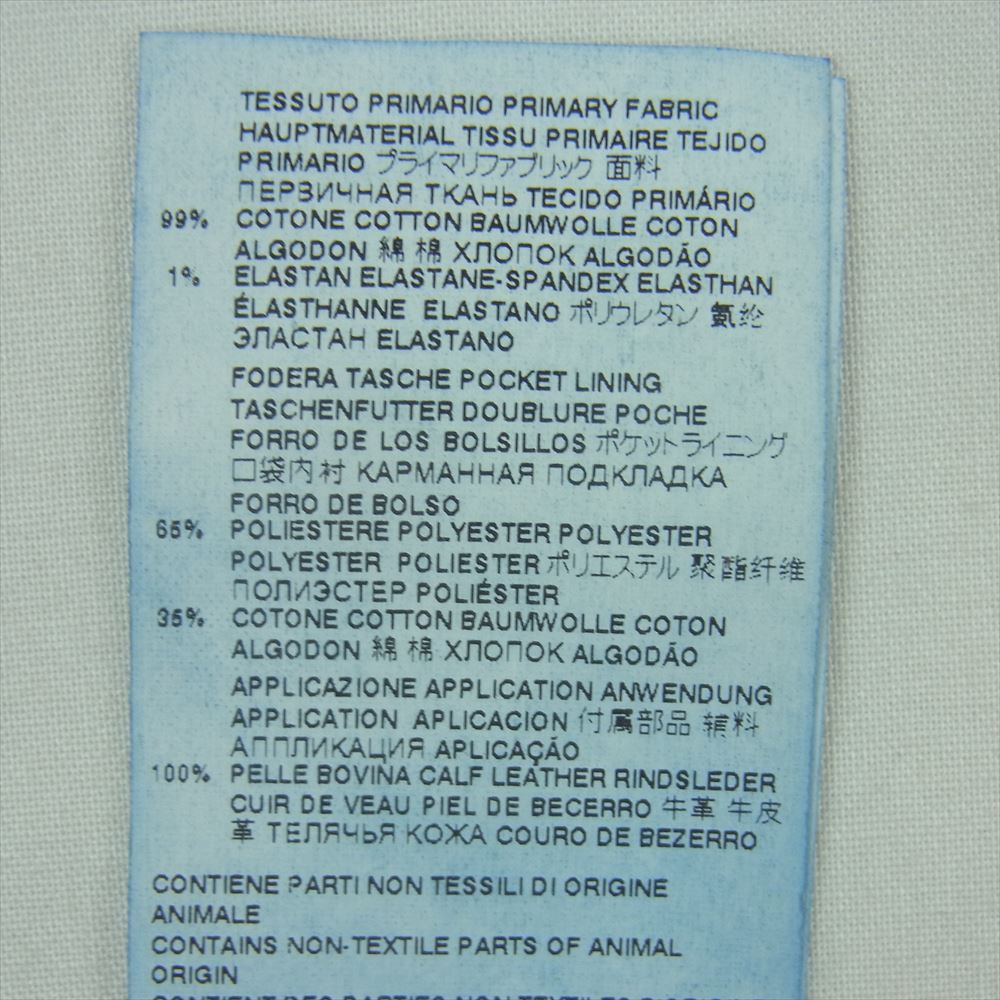 TESSUTO PRIMARIO PRIMARY FABRIC
HAUPTMATERIAL TISSU PRIMAIRE TEJIDO
PRIMARIO プライマリファブリック 面料
ПЕРВИЧНАЯ ТКАНЬ TECIDO PRIMÁRIO
99% COTONE COTTON BAUMWOLLE COTON
ALGODON 綿 棉 ХЛОПОК ALGODÃO
1% ELASTAN ELASTANE-SPANDEX ELASTHAN
ÉLASTHANNE ELASTANO ポリウレタン 氨纶
ЭЛАСТАН ELASTANO
FODERA TASCHE POCKET LINING
TASCHENFUTTER DOUBLURE POCHE
FORRO DE LOS BOLSILLOS ポケットライニング
口袋内衬 КАРМАННАЯ ПОДКЛАДКА
FORRO DE BOLSO
65% POLIESTERE POLYESTER POLYESTER
POLYESTER POLIESTER ポリエステル 聚酯纤维
ПОЛИЭСТЕР POLIÉSTER
35% COTONE COTTON BAUMWOLLE COTON
ALGODON 綿 棉 ХЛОПОК ALGODÃO
APPLICAZIONE APPLICATION ANWENDUNG
APPLICATION APLICACION 付属部品 辅料
АППЛИКАЦИЯ APLICAÇÃO
100% PELLE BOVINA CALF LEATHER RINDSLEDER
CUIR DE VEAU PIEL DE BECERRO 牛革 牛皮
革 ТЕЛЯЧЬЯ КОЖА COURO DE BEZERRO
CONTIENE PARTI NON TESSILI DI ORIGINE
ANIMALE
CONTAINS NON-TEXTILE PARTS OF ANIMAL
ORIGIN